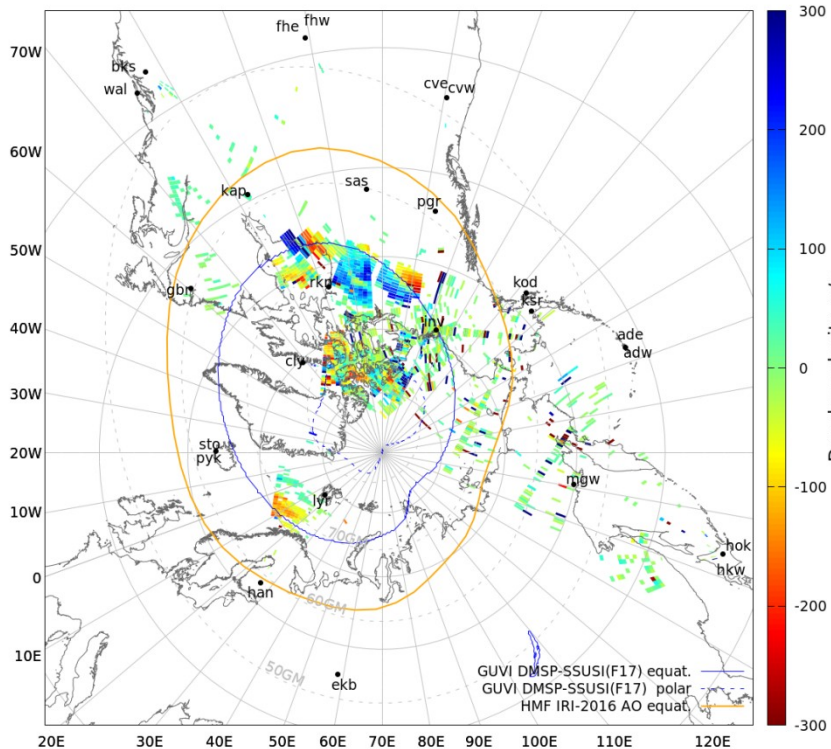 70W
60W
50W
40W
30W
20W
10W
0
10E
20E
30E
40E
50E
60E
70E
80E
90E
100E
120E
fhe fhw
bks
wal
cve cvw
kap
sas
pgr
gbr
rkn
kod
ksr
inv
cly
ade
adw
sto
pyk
lyr
mgw
hok
hkw
han
ekb
70GM
60GM
50GM
GUVI DMSP-SSUSI(F17) equat.
GUVI DMSP-SSUSI(F17) polar
HMF IRI-2016 AO equat.
300
200
100
0
-100
-200
-300